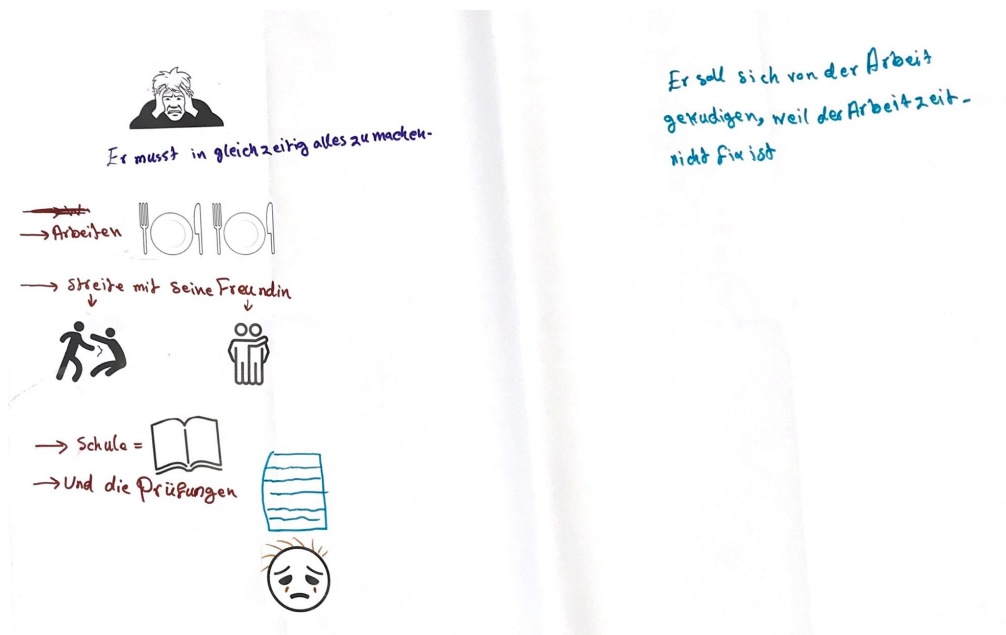 Er musst in gleichzeitig alles zu machen.
→ Arbeiten
→ streite mit seine Freundin
→ Schule =
→ Und die Prüfungen
Er soll sich von der Arbeit
gekudigen, weil der Arbeitzeit
nicht fix ist